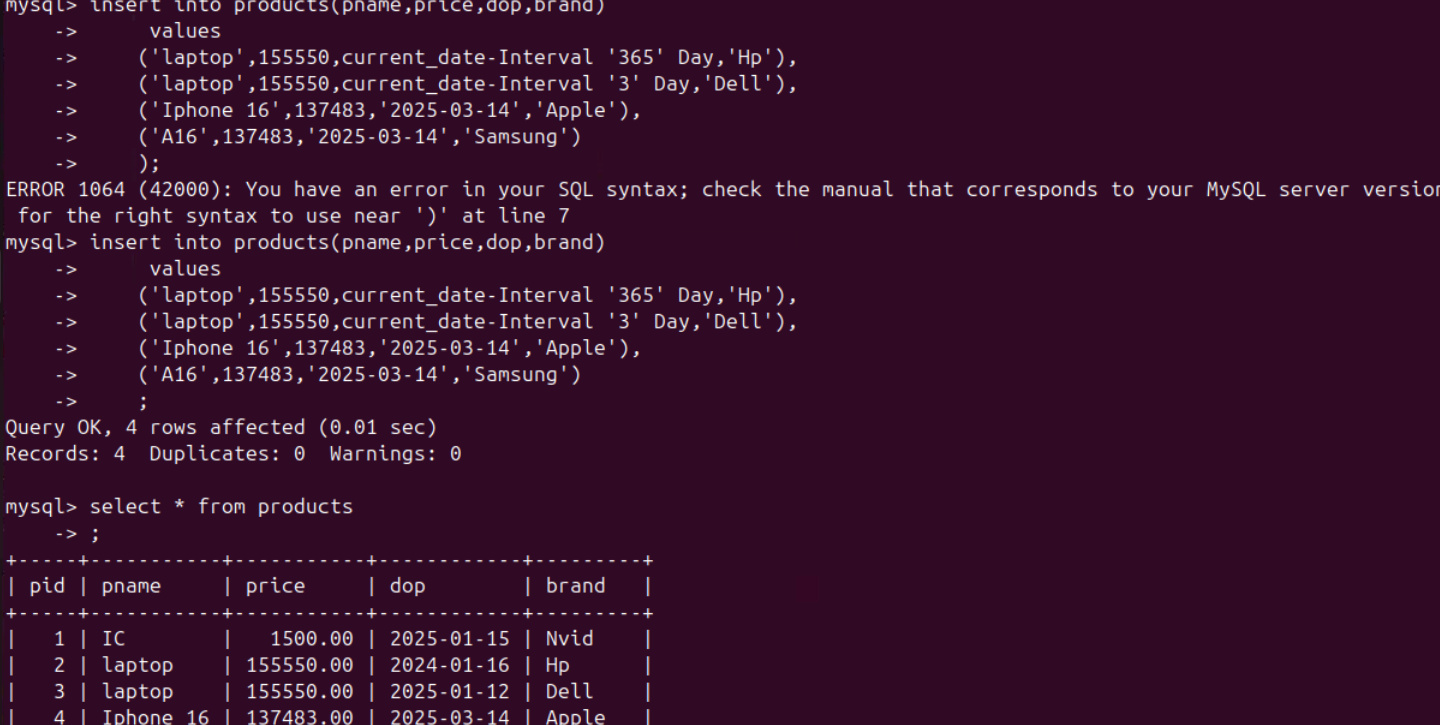 mysql> insert into products(pname,price,dop,brand)
    ->      values
    ->     ('laptop',155550,current_date-Interval '365' Day,'Hp'),
    ->     ('laptop',155550,current_date-Interval '3' Day,'Dell'),
    ->     ('Iphone 16',137483,'2025-03-14','Apple'),
    ->     ('A16',137483,'2025-03-14','Samsung')
    ->     );
ERROR 1064 (42000): You have an error in your SQL syntax; check the manual that corresponds to your MySQL server version
 for the right syntax to use near ')' at line 7
mysql> insert into products(pname,price,dop,brand)
    ->      values
    ->     ('laptop',155550,current_date-Interval '365' Day,'Hp'),
    ->     ('laptop',155550,current_date-Interval '3' Day,'Dell'),
    ->     ('Iphone 16',137483,'2025-03-14','Apple'),
    ->     ('A16',137483,'2025-03-14','Samsung')
    ->     ;
Query OK, 4 rows affected (0.01 sec)
Records: 4  Duplicates: 0  Warnings: 0
mysql> select * from products
    -> ;
+-----+-----------+-----------+------------+---------+
| pid | pname     | price     | dop        | brand   |
+-----+-----------+-----------+------------+---------+
|   1 | IC        |   1500.00 | 2025-01-15 | Nvid    |
|   2 | laptop    | 155550.00 | 2024-01-16 | Hp      |
|   3 | laptop    | 155550.00 | 2025-01-12 | Dell    |
|   4 | Iphone 16 | 137483.00 | 2025-03-14 | Apple   |